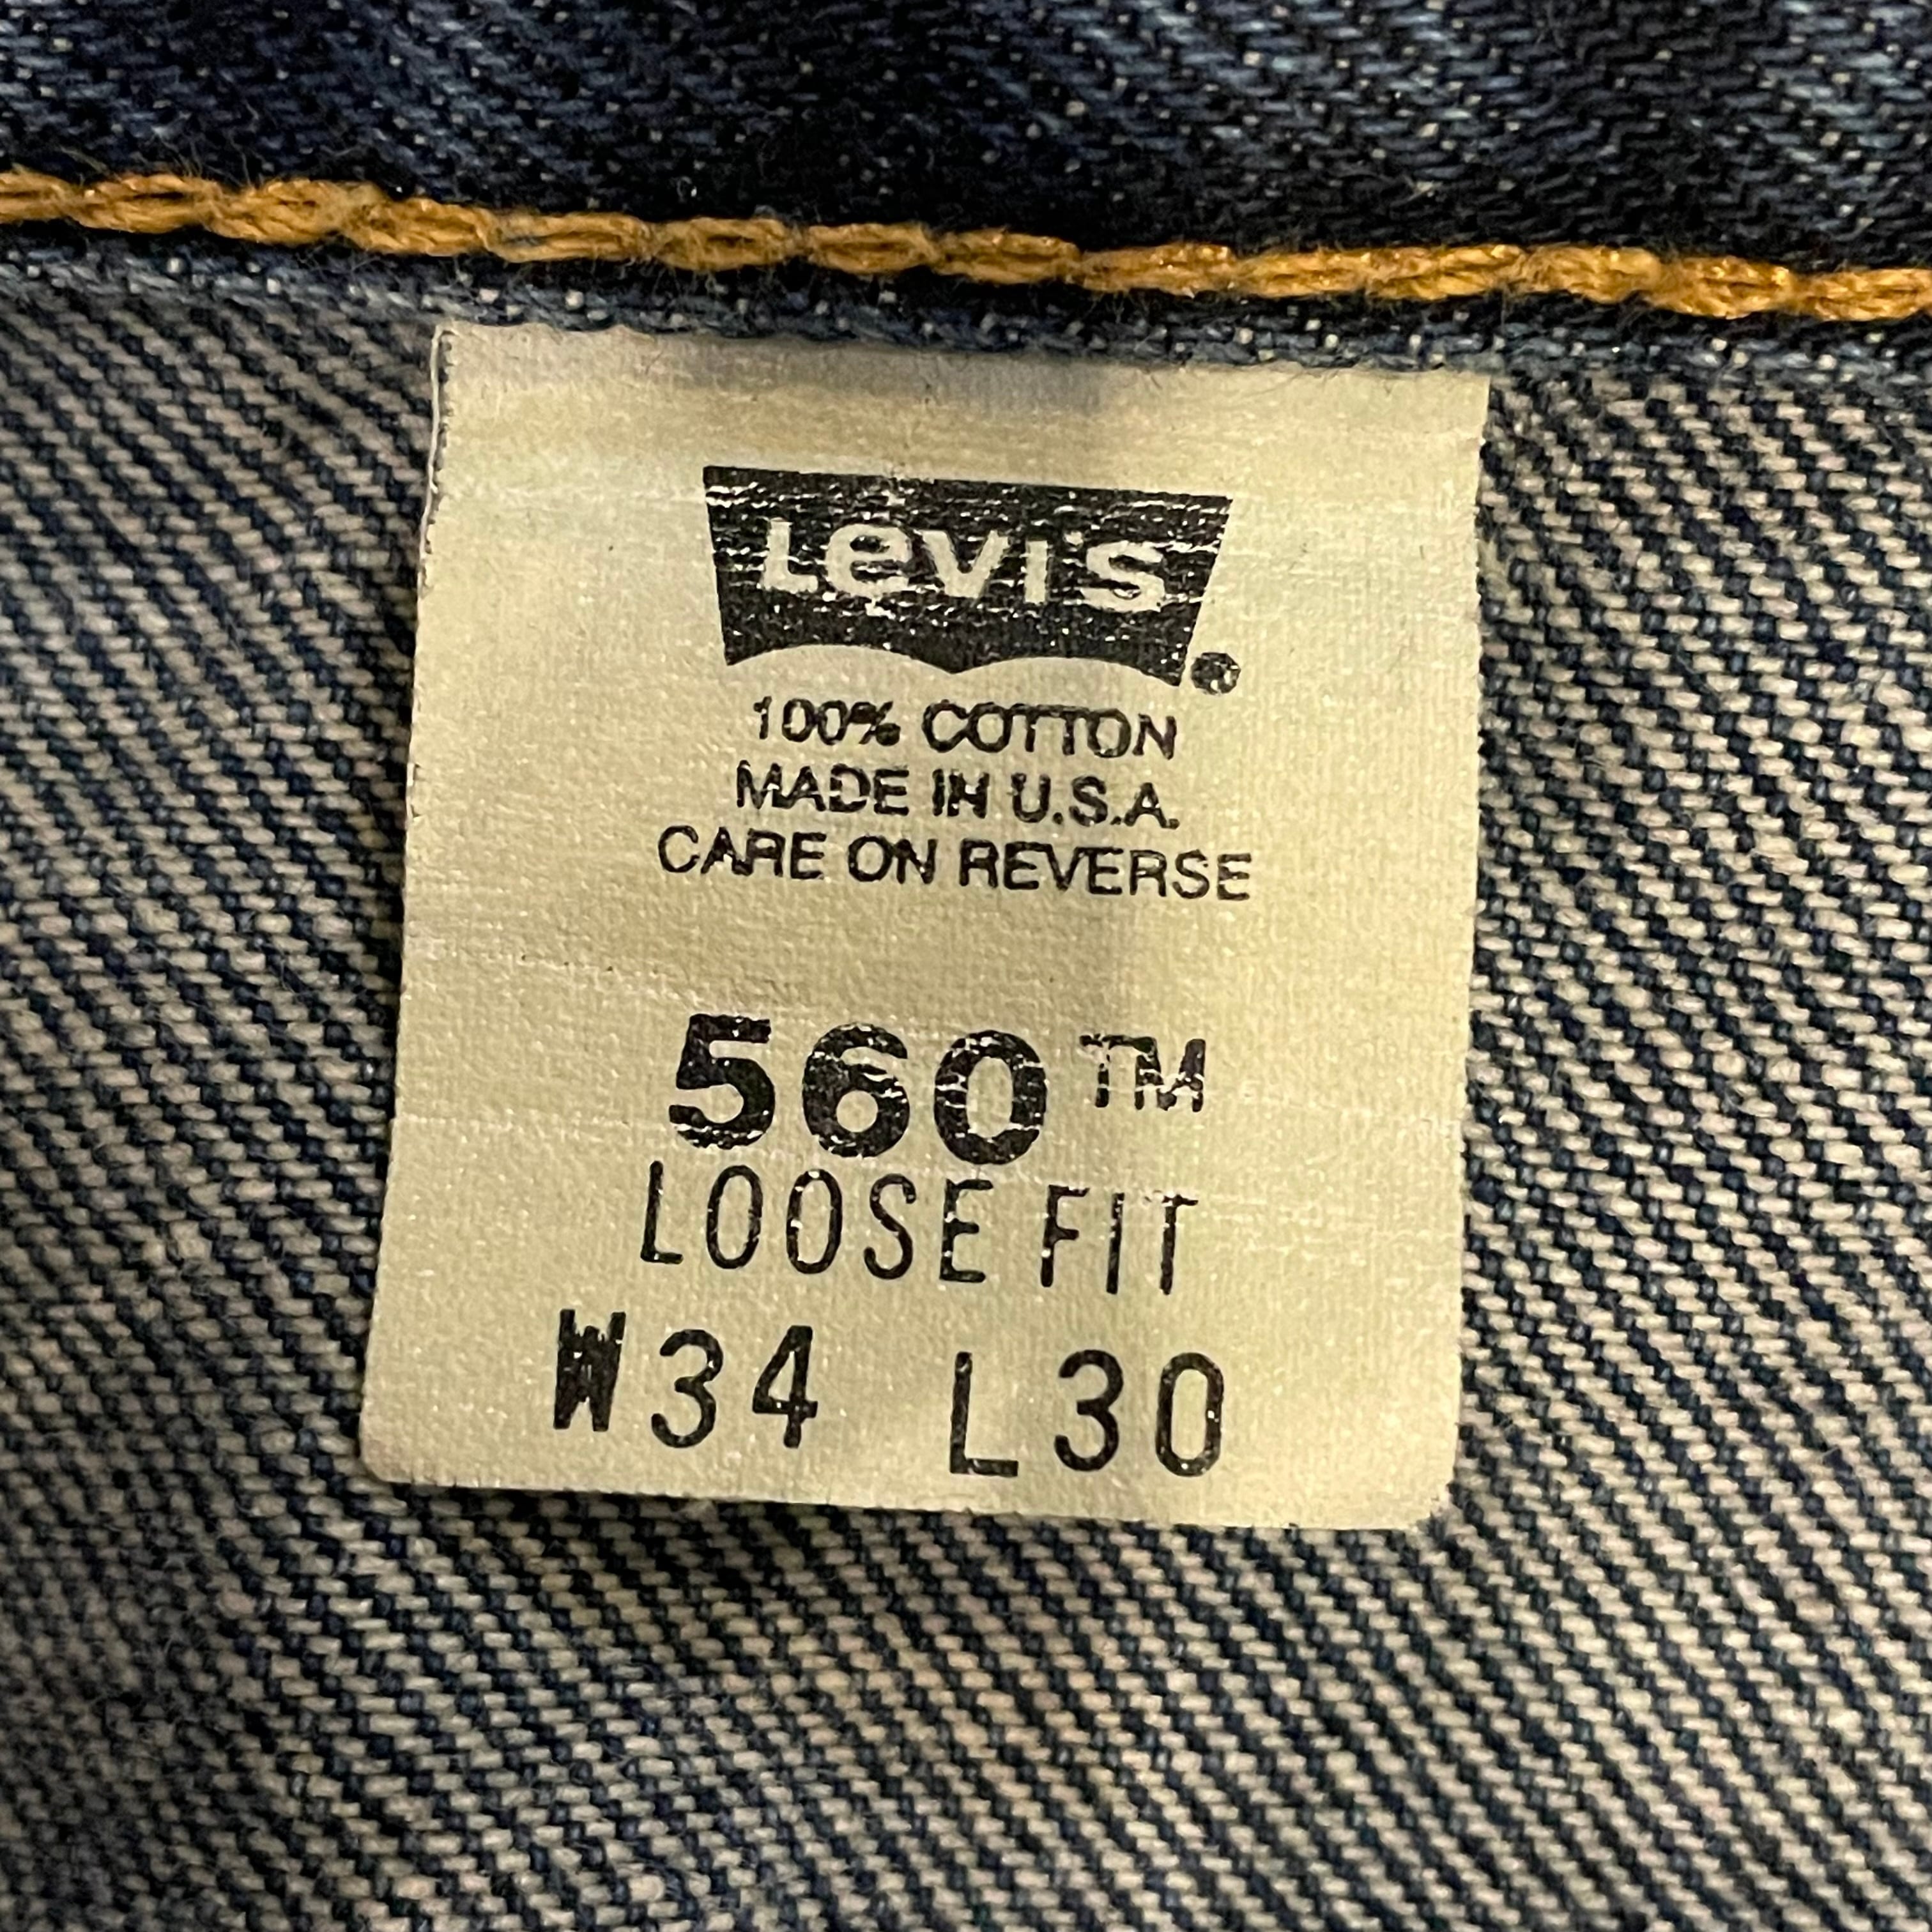 Levi's®
100% COTTON
MADE IN U.S.A.
CARE ON REVERSE
560™
LOOSE FIT
W34 L30